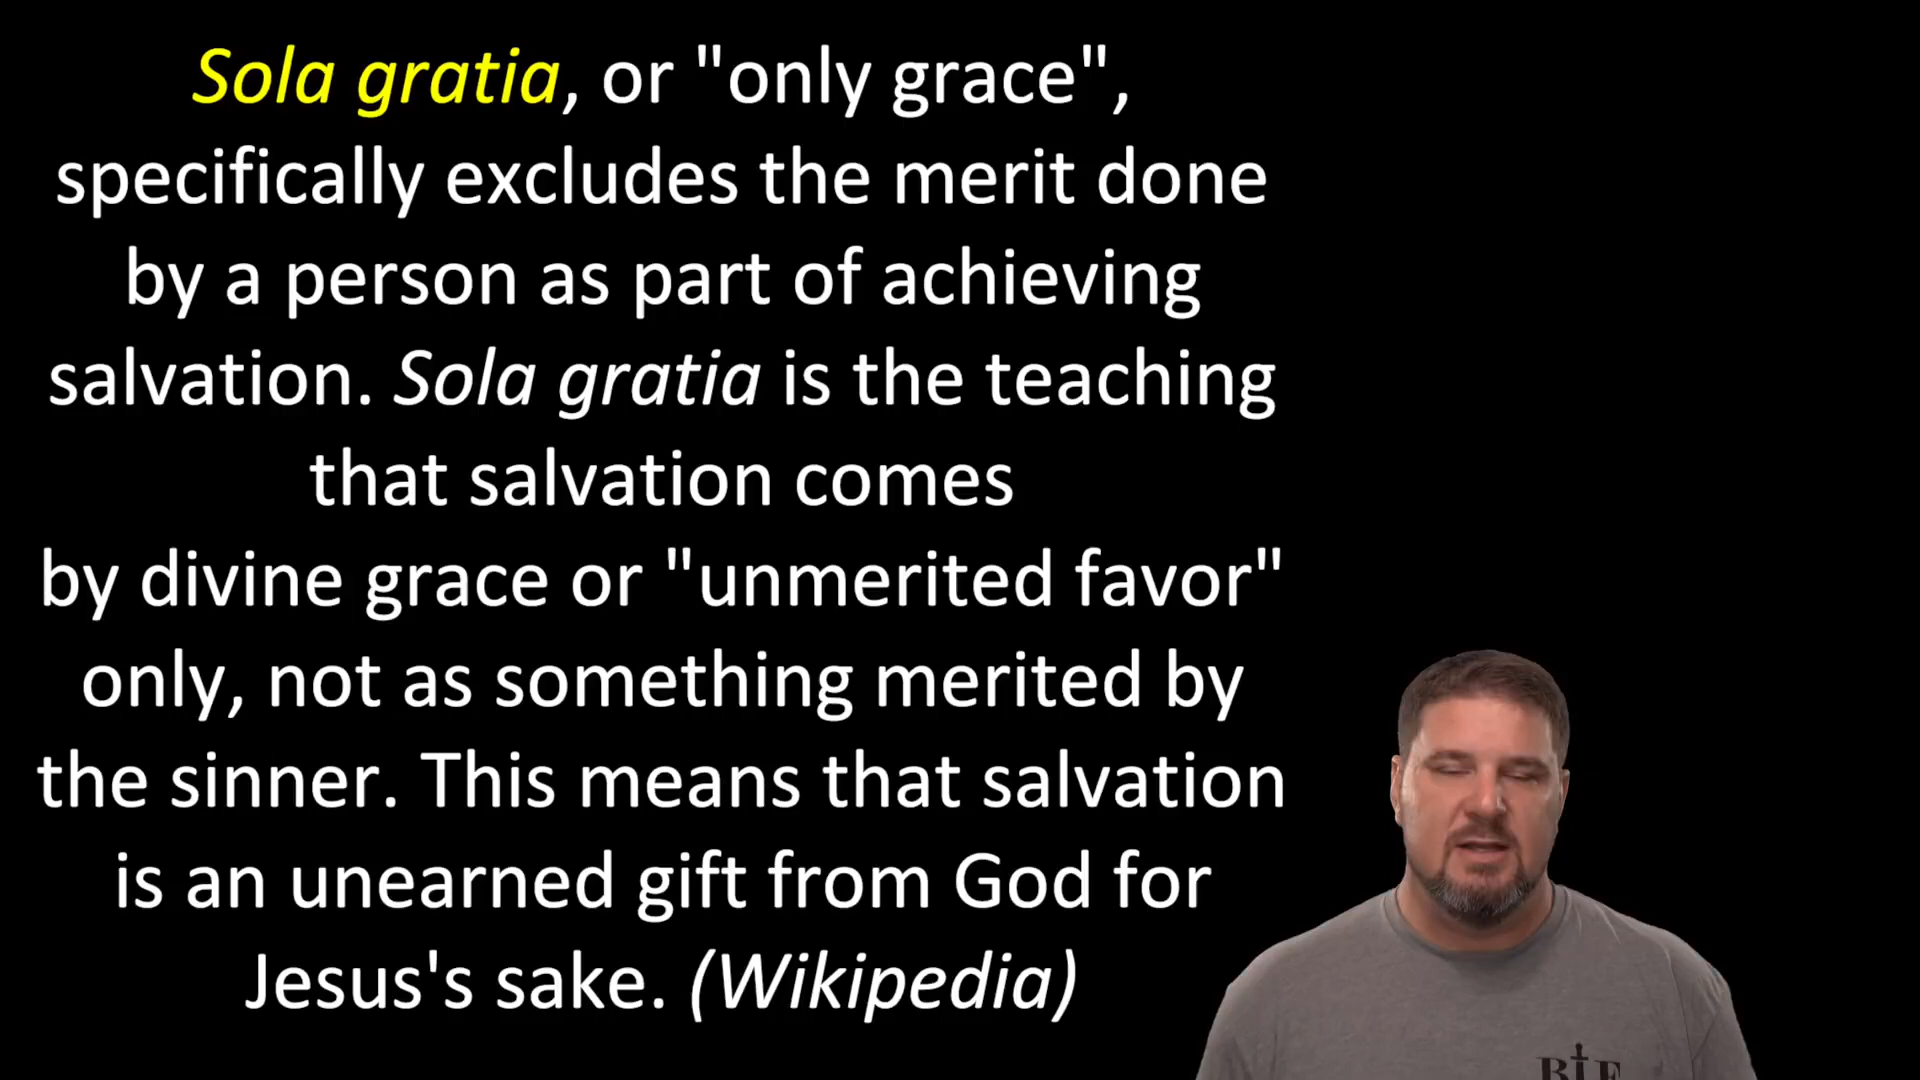 Sola gratia, or "only grace",
specifically excludes the merit done
by a person as part of achieving
salvation. Sola gratia is the teaching
that salvation comes
by divine grace or "unmerited favor"
only, not as something merited by
the sinner. This means that salvation
is an unearned gift from God for
Jesus's sake. (Wikipedia)